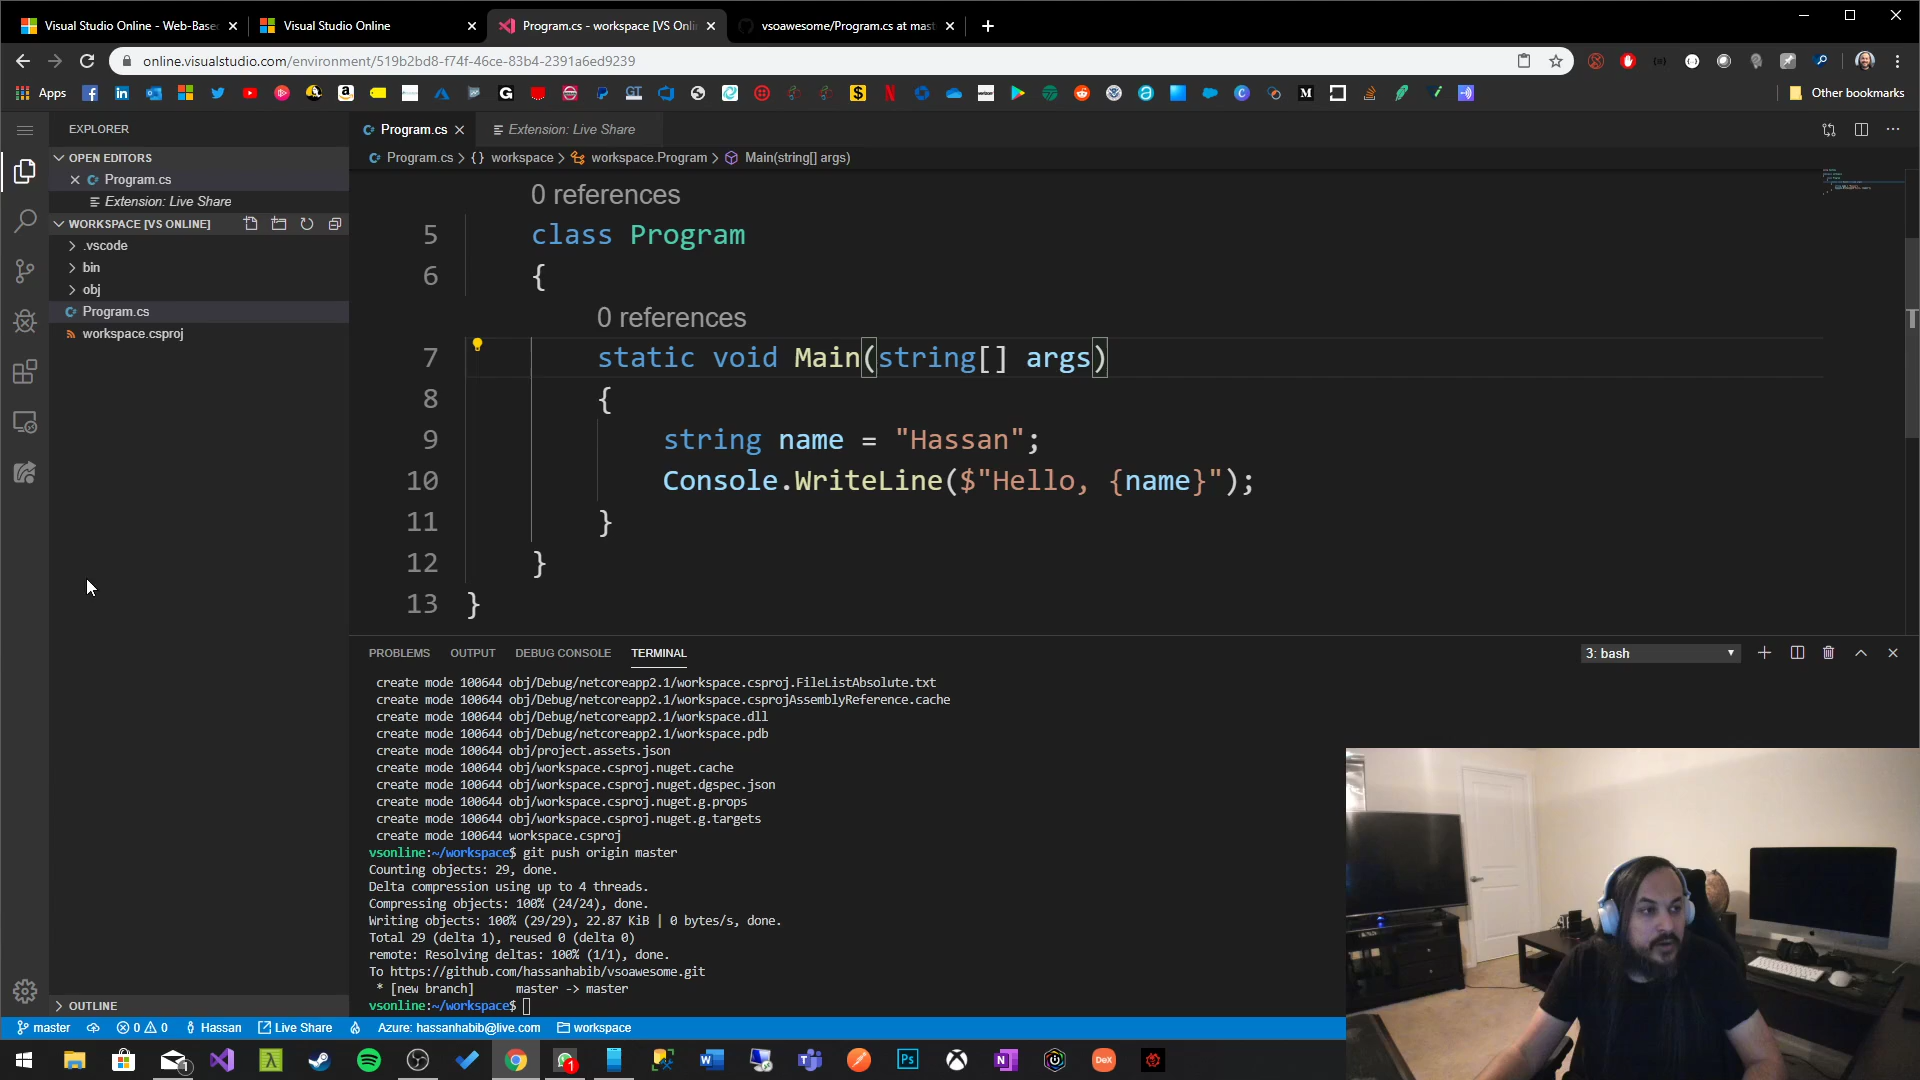 Visual Studio Online - Web-Base
Visual Studio Online
Program.cs - workspace [VS Onli
vsoawesome/Program.cs at mast
online.visualstudio.com/environment/519b2bd8-f74f-46ce-83b4-2391a6ed9239
Apps
Other bookmarks
EXPLORER
OPEN EDITORS
Program.cs
Extension: Live Share
WORKSPACE [VS ONLINE]
.vscode
bin
obj
Program.cs
workspace.csproj
OUTLINE
Program.cs
Extension: Live Share
Program.cs > {} workspace > workspace.Program > Main(string[] args)
0 references
5 class Program
6 {
0 references
7 static void Main(string[] args)
8 {
9 string name = "Hassan";
10 Console.WriteLine($"Hello, {name}");
11 }
12 }
13 }
PROBLEMS OUTPUT DEBUG CONSOLE TERMINAL
3: bash
create mode 100644 obj/Debug/netcoreapp2.1/workspace.csproj.FileListAbsolute.txt
create mode 100644 obj/Debug/netcoreapp2.1/workspace.csprojAssemblyReference.cache
create mode 100644 obj/Debug/netcoreapp2.1/workspace.dll
create mode 100644 obj/Debug/netcoreapp2.1/workspace.pdb
create mode 100644 obj/project.assets.json
create mode 100644 obj/workspace.csproj.nuget.cache
create mode 100644 obj/workspace.csproj.nuget.dgspec.json
create mode 100644 obj/workspace.csproj.nuget.g.props
create mode 100644 obj/workspace.csproj.nuget.g.targets
create mode 100644 workspace.csproj
vsonline:~/workspace$ git push origin master
Counting objects: 29, done.
Delta compression using up to 4 threads.
Compressing objects: 100% (24/24), done.
Writing objects: 100% (29/29), 22.87 KiB | 0 bytes/s, done.
Total 29 (delta 1), reused 0 (delta 0)
remote: Resolving deltas: 100% (1/1), done.
To https://github.com/hassanhabib/vsoawesome.git
* [new branch] master -> master
vsonline:~/workspace$
master 0 0 Hassan Live Share Azure: hassanhabib@live.com workspace